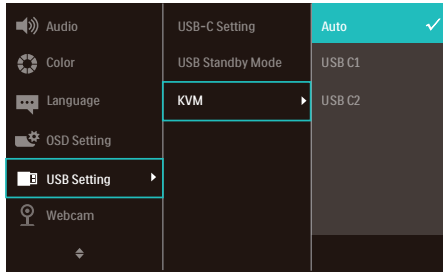 Audio
Color
Language
OSD Setting
USB Setting
Webcam
USB-C Setting
USB Standby Mode
KVM
Auto
USB C1
USB C2